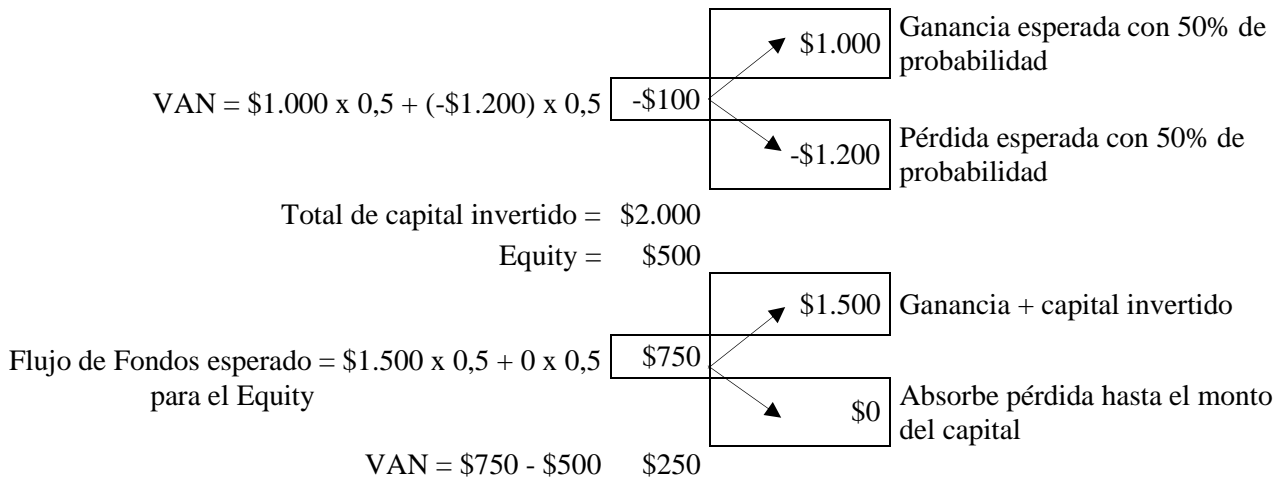 $1.000 Ganancia esperada con 50% de
probabilidad
VAN = $1.000 x 0,5 + (-$1.200) x 0,5 -$100
-$1.200 Pérdida esperada con 50% de
probabilidad
Total de capital invertido = $2.000
Equity = $500
$1.500 Ganancia + capital invertido
Flujo de Fondos esperado = $1.500 x 0,5 + 0 x 0,5 $750
para el Equity
$0 Absorbe pérdida hasta el monto
del capital
VAN = $750 - $500 $250